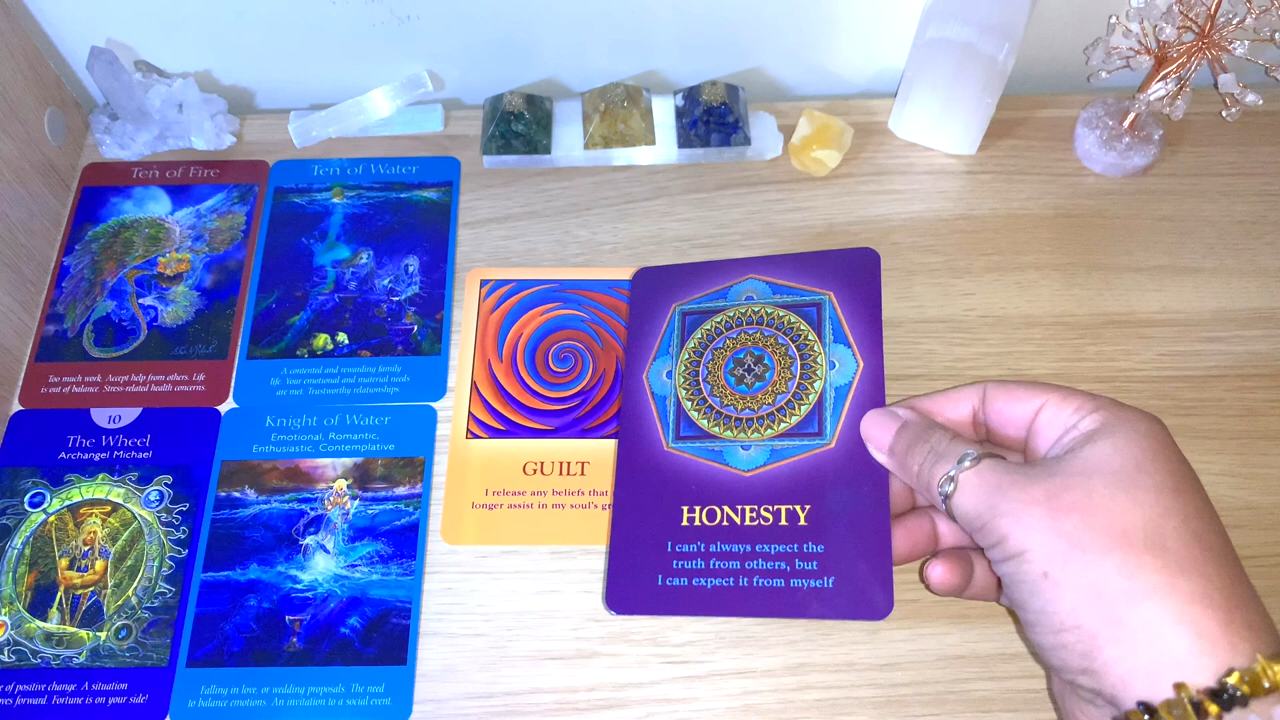 Ten of Fire
Too much work. Accept help from others. Life
is out of balance. Stress-related health concerns.
Ten of Water
A contented and rewarding family
life. Your emotional and material needs
are met. Trustworthy relationships.
10
The Wheel
Archangel Michael
of positive change. A situation
forward. Fortune is on your side!
Knight of Water
Emotional, Romantic,
Enthusiastic, Contemplative
Falling in love, or wedding proposals. The need
to balance emotions. An invitation to a social event.
GUILT
I release any beliefs that
longer assist in my soul's
HONESTY
I can't always expect the
truth from others, but
I can expect it from myself